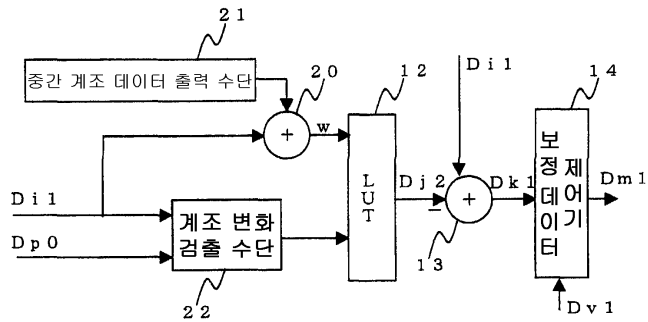 21
중간 계조 데이터 출력 수단
20
12
Di1
14
+
w
LUT
Dj2
−
+
Dk1
보정 데이터
제어기
Dm1
13
Di1
Dp0
계조 변화
검출 수단
22
Dv1